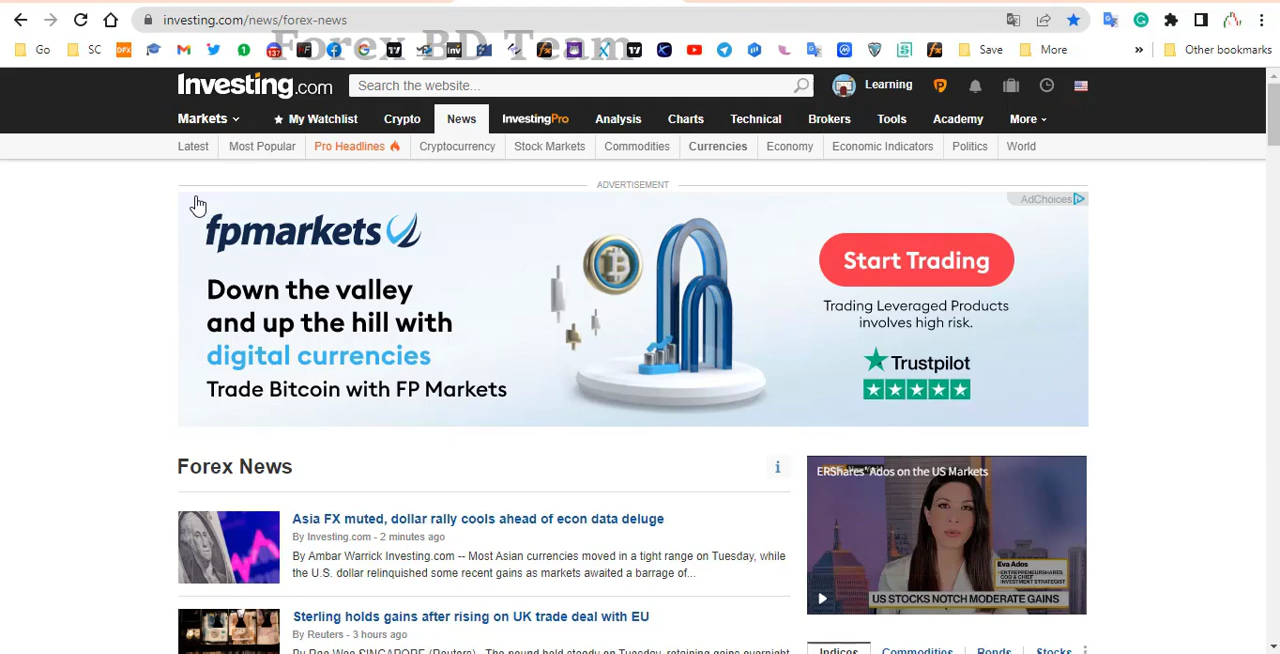 investing.com/news/forex-news
Forex BD Team
Go
SC
DFX
137
Save
More
»
Other bookmarks
Investing.com
Search the website...
Learning
Markets
My Watchlist
Crypto
News
InvestingPro
Analysis
Charts
Technical
Brokers
Tools
Academy
More
Latest
Most Popular
Pro Headlines
Cryptocurrency
Stock Markets
Commodities
Currencies
Economy
Economic Indicators
Politics
World
ADVERTISEMENT
AdChoices
fpmarkets
Down the valley
and up the hill with
digital currencies
Trade Bitcoin with FP Markets
Start Trading
Trading Leveraged Products
involves high risk.
Trustpilot
Forex News
i
Asia FX muted, dollar rally cools ahead of econ data deluge
By Investing.com - 2 minutes ago
By Ambar Warrick Investing.com -- Most Asian currencies moved in a tight range on Tuesday, while
the U.S. dollar relinquished some recent gains as markets awaited a barrage of...
Sterling holds gains after rising on UK trade deal with EU
By Reuters - 3 hours ago
By Rae Wee SINGAPORE (Reuters) - The pound held steady on Tuesday, retaining gains overnight
ERShares' Ados on the US Markets
Eva Ados
ENTREPRENEURSHARES
COO & CHIEF
INVESTMENT STRATEGIST
US STOCKS NOTCH MODERATE GAINS
Indices
Commodities
Bonds
Stocks